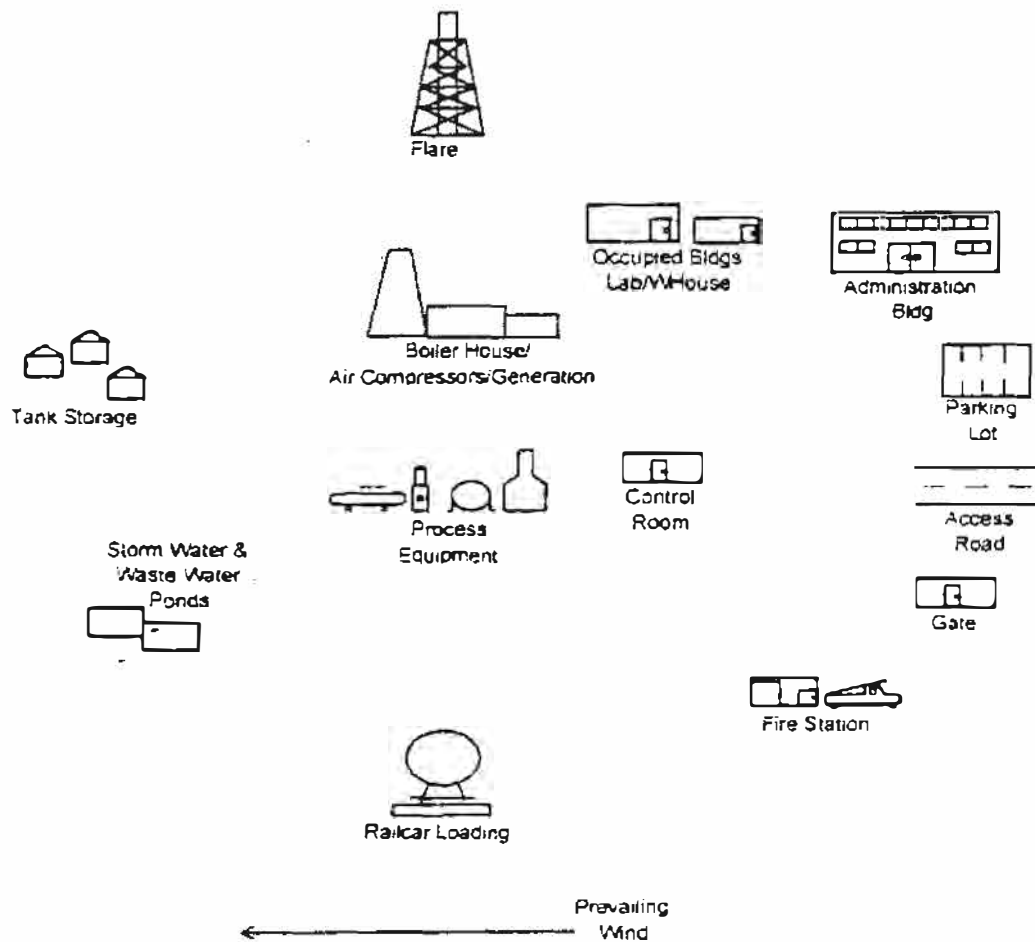 Flare
Occupied Bldgs
Lab/WHouse
Administration
Bldg
Boiler House/
Air Compressors/Generation
Tank Storage
Parking
Lot
Control
Room
Process
Equipment
Access
Road
Storm Water &
Waste Water
Ponds
Gate
Fire Station
Railcar Loading
Prevailing
Wind